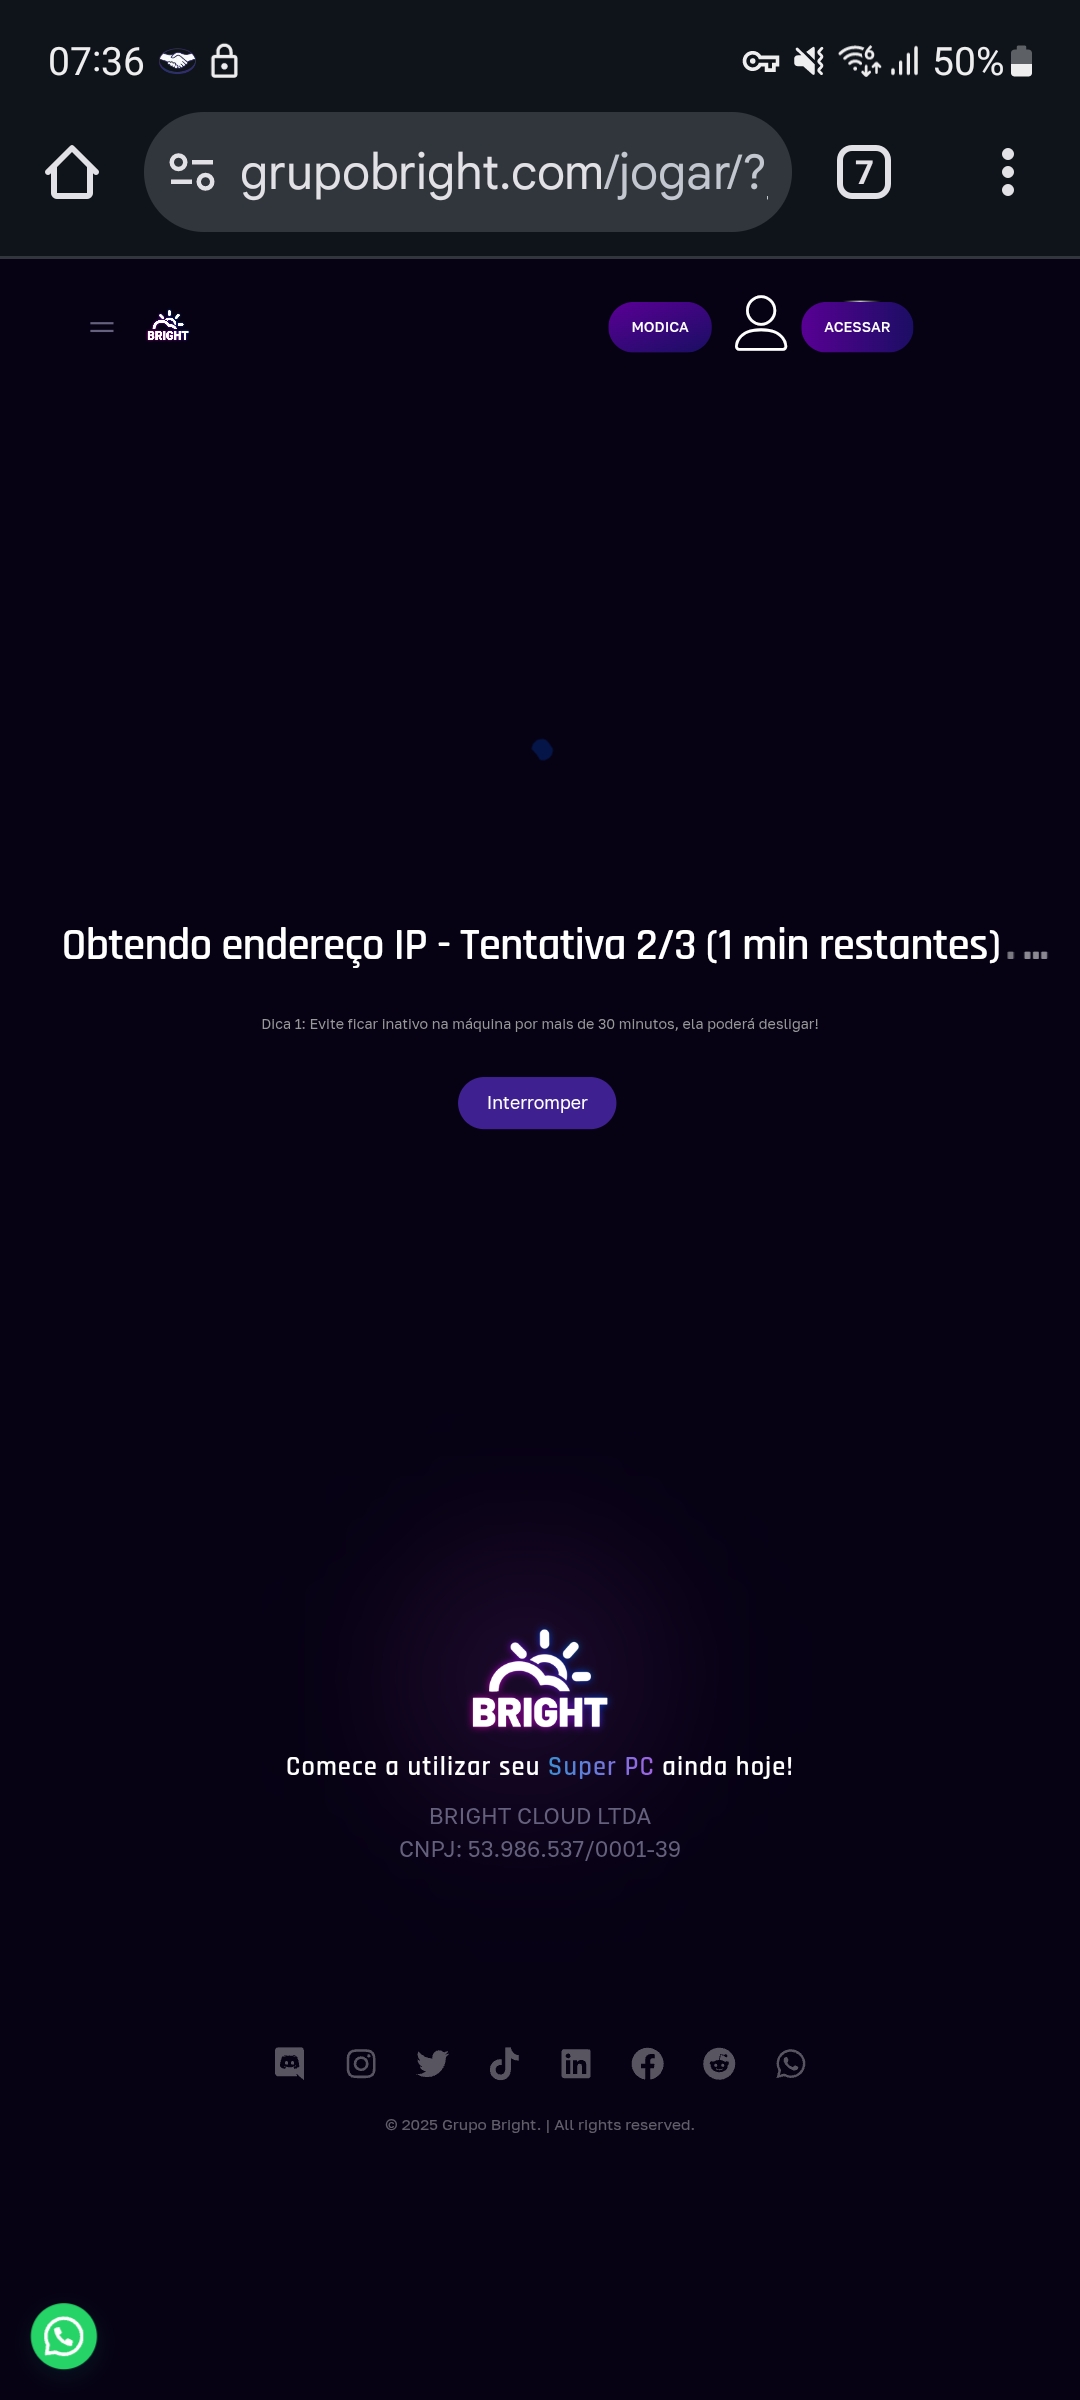 07:36
50%
grupobright.com/jogar/?
7
BRIGHT
MODICA
ACESSAR
Obtendo endereço IP - Tentativa 2/3 (1 min restantes). ...
Dica 1: Evite ficar inativo na máquina por mais de 30 minutos, ela poderá desligar!
Interromper
BRIGHT
Comece a utilizar seu Super PC ainda hoje!
BRIGHT CLOUD LTDA
CNPJ: 53.986.537/0001-39
© 2025 Grupo Bright. | All rights reserved.